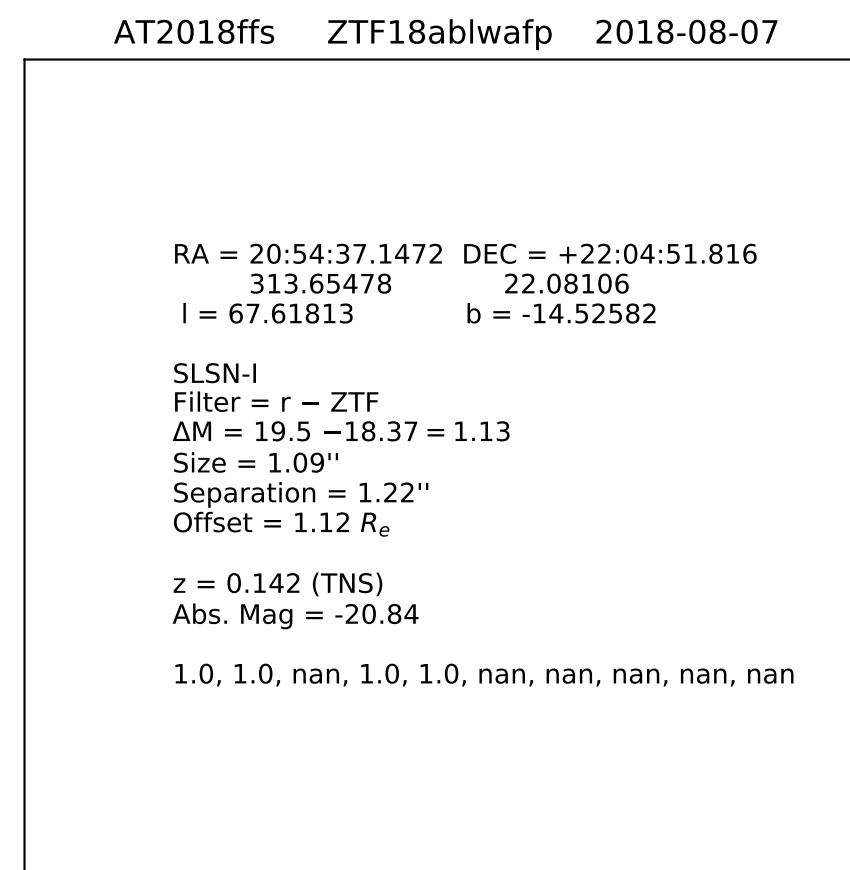 AT2018ffs ZTF18ablwafp 2018-08-07
RA = 20:54:37.1472 DEC = +22:04:51.816
313.65478 22.08106
l = 67.61813 b = -14.52582
SLSN-I
Filter = r − ZTF
ΔM = 19.5 −18.37 = 1.13
Size = 1.09''
Separation = 1.22''
Offset = 1.12 Re
z = 0.142 (TNS)
Abs. Mag = -20.84
1.0, 1.0, nan, 1.0, 1.0, nan, nan, nan, nan, nan